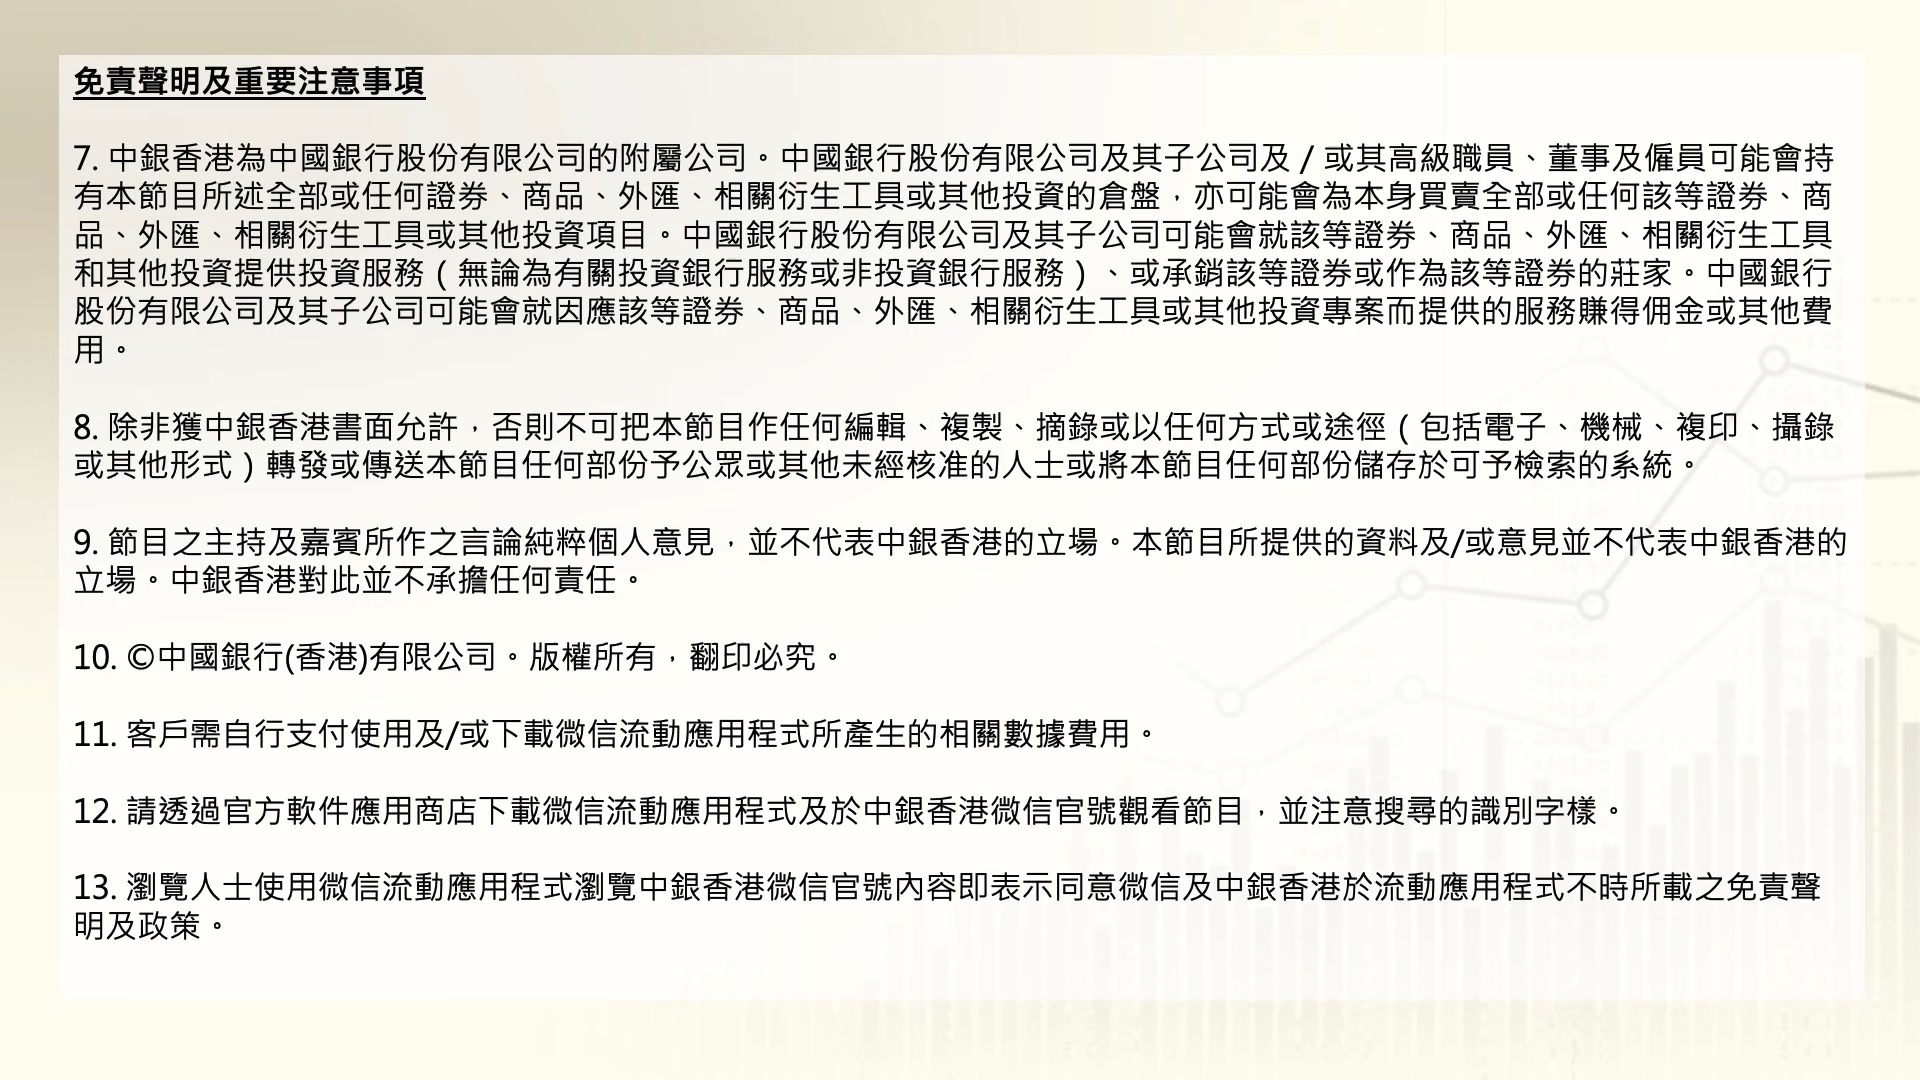 免責聲明及重要注意事項
7. 中銀香港為中國銀行股份有限公司的附屬公司。中國銀行股份有限公司及其子公司及 / 或其高級職員、董事及僱員可能會持
有本節目所述全部或任何證券、商品、外匯、相關衍生工具或其他投資的倉盤，亦可能會為本身買賣全部或任何該等證券、商
品、外匯、相關衍生工具或其他投資項目。中國銀行股份有限公司及其子公司可能會就該等證券、商品、外匯、相關衍生工具
和其他投資提供投資服務（無論為有關投資銀行服務或非投資銀行服務）、或承銷該等證券或作為該等證券的莊家。中國銀行
股份有限公司及其子公司可能會就因應該等證券、商品、外匯、相關衍生工具或其他投資專案而提供的服務賺得佣金或其他費
用。
8. 除非獲中銀香港書面允許，否則不可把本節目作任何編輯、複製、摘錄或以任何方式或途徑（包括電子、機械、複印、攝錄
或其他形式）轉發或傳送本節目任何部份予公眾或其他未經核准的人士或將本節目任何部份儲存於可予檢索的系統。
9. 節目之主持及嘉賓所作之言論純粹個人意見，並不代表中銀香港的立場。本節目所提供的資料及/或意見並不代表中銀香港的
立場。中銀香港對此並不承擔任何責任。
10. ©中國銀行(香港)有限公司。版權所有，翻印必究。
11. 客戶需自行支付使用及/或下載微信流動應用程式所產生的相關數據費用。
12. 請透過官方軟件應用商店下載微信流動應用程式及於中銀香港微信官號觀看節目，並注意搜尋的識別字樣。
13. 瀏覽人士使用微信流動應用程式瀏覽中銀香港微信官號內容即表示同意微信及中銀香港於流動應用程式不時所載之免責聲
明及政策。